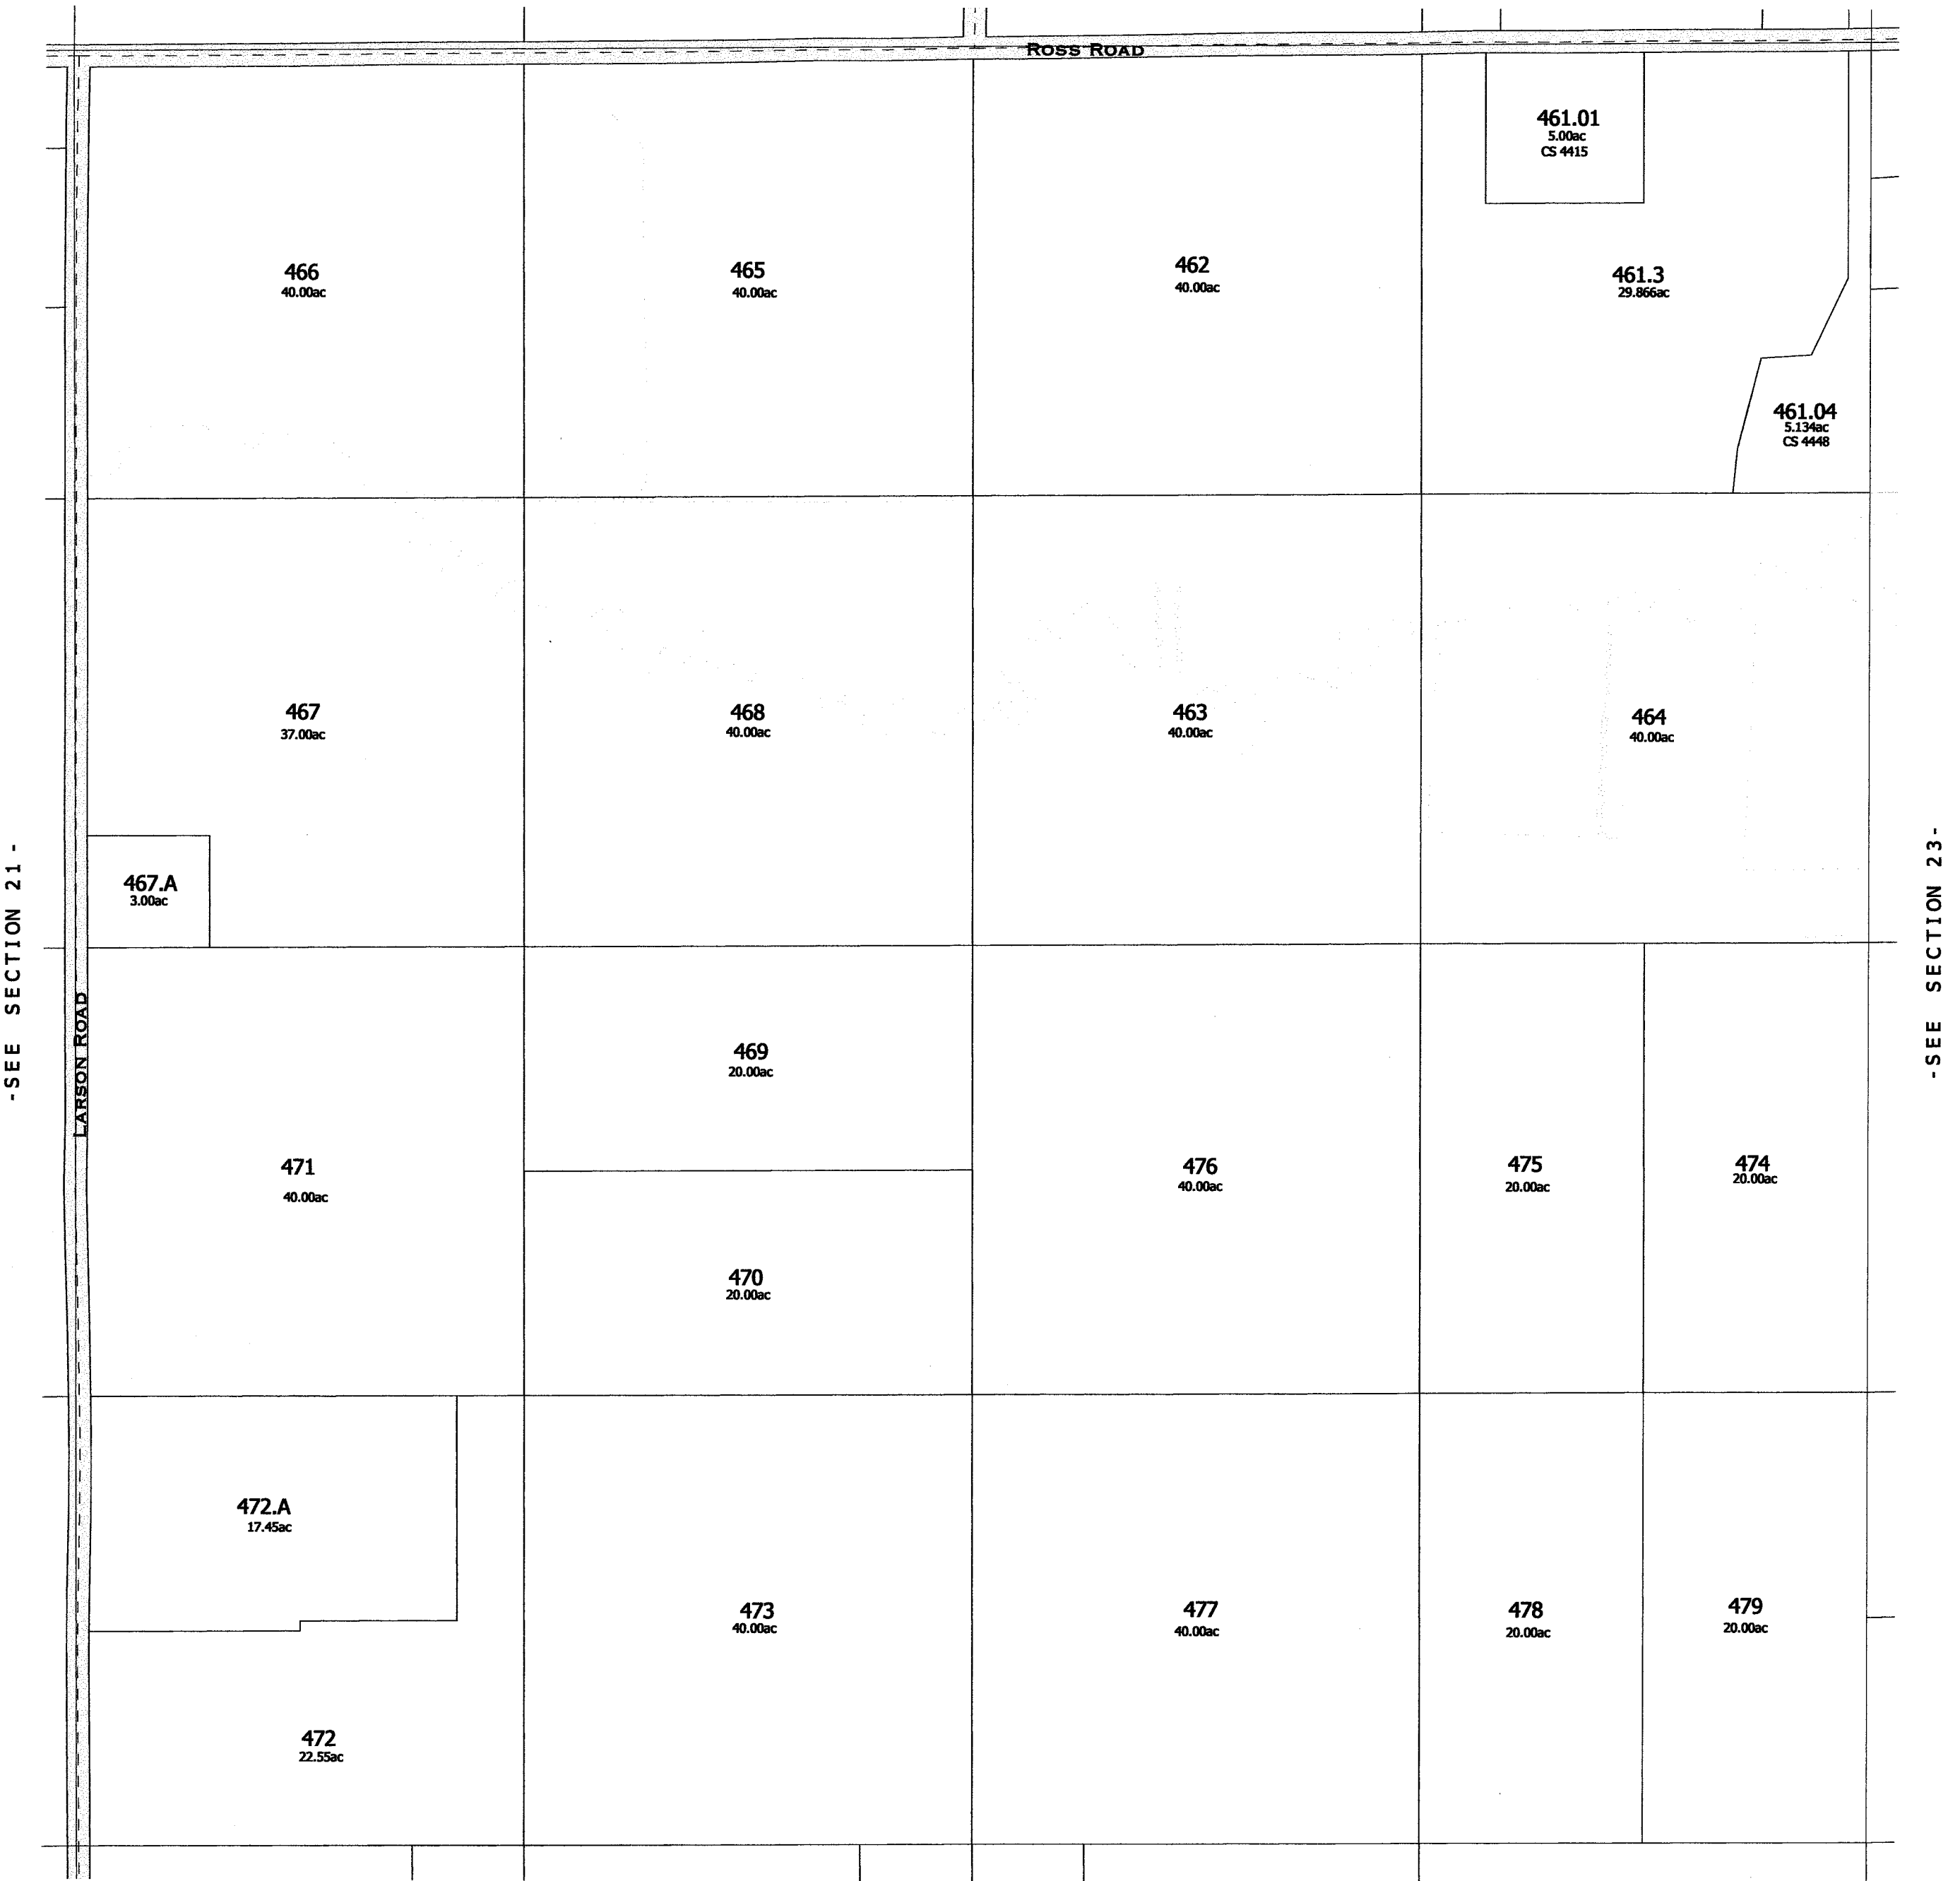 ROSS ROAD
461.01
5.00ac
CS 4415
466
40.00ac
465
40.00ac
462
40.00ac
461.3
29.866ac
461.04
5.134ac
CS 4448
467
37.00ac
468
40.00ac
463
40.00ac
464
40.00ac
467.A
3.00ac
-SEE SECTION 21-
-SEE SECTION 23-
LARSON ROAD
469
20.00ac
471
40.00ac
476
40.00ac
475
20.00ac
474
20.00ac
470
20.00ac
472.A
17.45ac
473
40.00ac
477
40.00ac
478
20.00ac
479
20.00ac
472
22.55ac